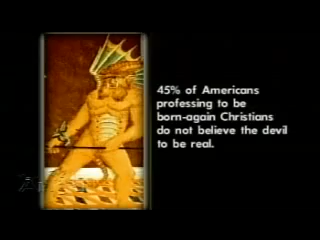 45% of Americans
professing to be
born-again Christians
do not believe the devil
to be real.